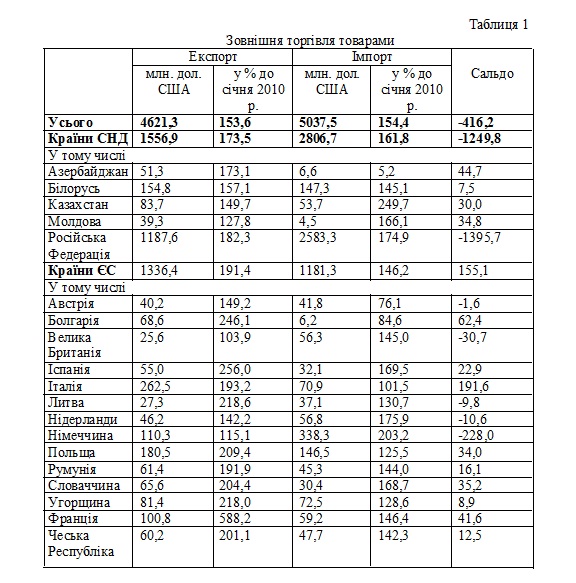 Таблиця 1
Зовнішня торгівля товарами
Експорт Імпорт
млн. дол. США у % до січня 2010 р. млн. дол. США у % до січня 2010 р. Сальдо
Усього 4621,3 153,6 5037,5 154,4 -416,2
Країни СНД 1556,9 173,5 2806,7 161,8 -1249,8
У тому числі
Азербайджан 51,3 173,1 6,6 5,2 44,7
Білорусь 154,8 157,1 147,3 145,1 7,5
Казахстан 83,7 149,7 53,7 249,7 30,0
Молдова 39,3 127,8 4,5 166,1 34,8
Російська 1187,6 182,3 2583,3 174,9 -1395,7
Федерація
Країни ЄС 1336,4 191,4 1181,3 146,2 155,1
У тому числі
Австрія 40,2 149,2 41,8 76,1 -1,6
Болгарія 68,6 246,1 6,2 84,6 62,4
Велика 25,6 103,9 56,3 145,0 -30,7
Британія
Іспанія 55,0 256,0 32,1 169,5 22,9
Італія 262,5 193,2 70,9 101,5 191,6
Литва 27,3 218,6 37,1 130,7 -9,8
Нідерланди 46,2 142,2 56,8 175,9 -10,6
Німеччина 110,3 115,1 338,3 203,2 -228,0
Польща 180,5 209,4 146,5 125,5 34,0
Румунія 61,4 191,9 45,3 144,0 16,1
Словаччина 65,6 204,4 30,4 168,7 35,2
Угорщина 81,4 218,0 72,5 128,6 8,9
Франція 100,8 588,2 59,2 146,4 41,6
Чеська 60,2 201,1 47,7 142,3 12,5
Республіка